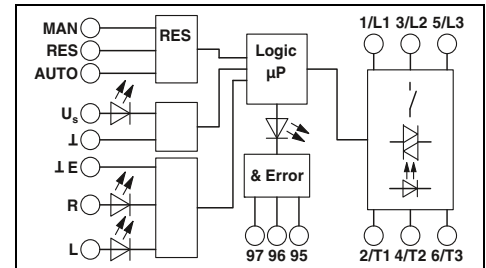 MAN
RES
AUTO
RES
Us
⊥
⊥E
R
L
Logic
µP
& Error
97 96 95
1/L1 3/L2 5/L3
2/T1 4/T2 6/T3